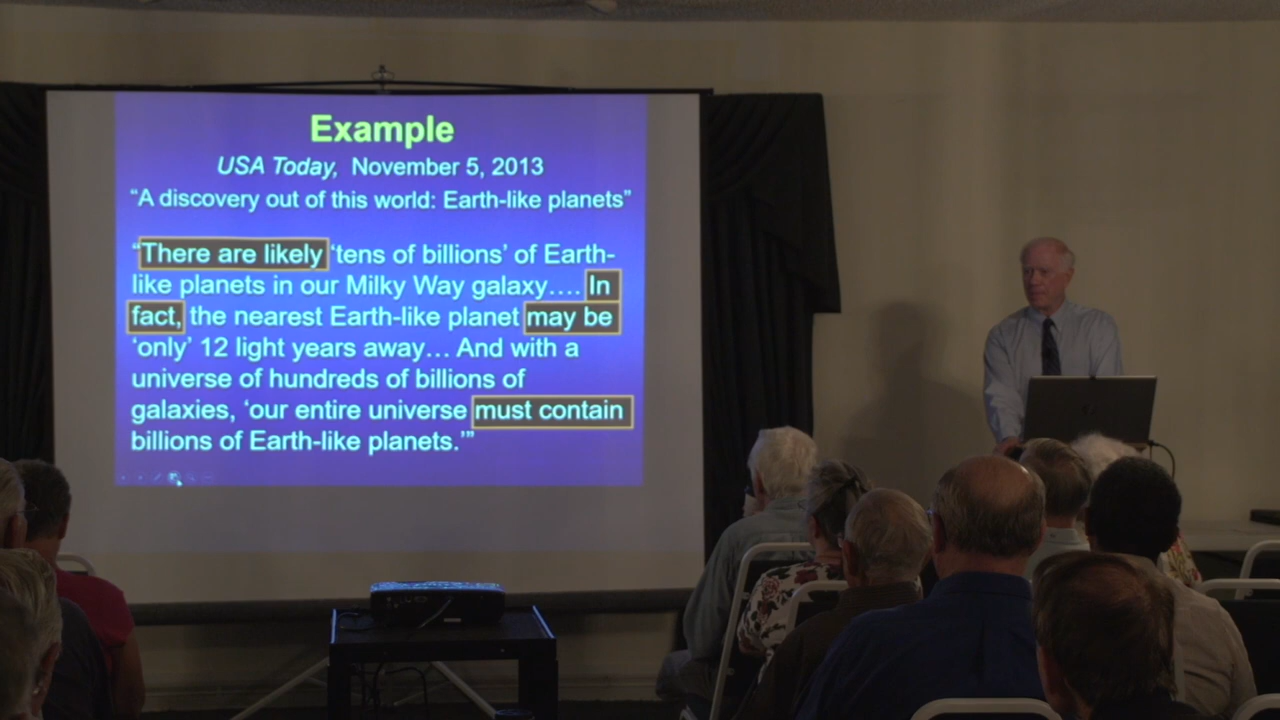 Example
USA Today, November 5, 2013
“A discovery out of this world: Earth-like planets”
“There are likely ‘tens of billions’ of Earth-
like planets in our Milky Way galaxy…. In
fact, the nearest Earth-like planet may be
‘only’ 12 light years away… And with a
universe of hundreds of billions of
galaxies, ‘our entire universe must contain
billions of Earth-like planets.’”